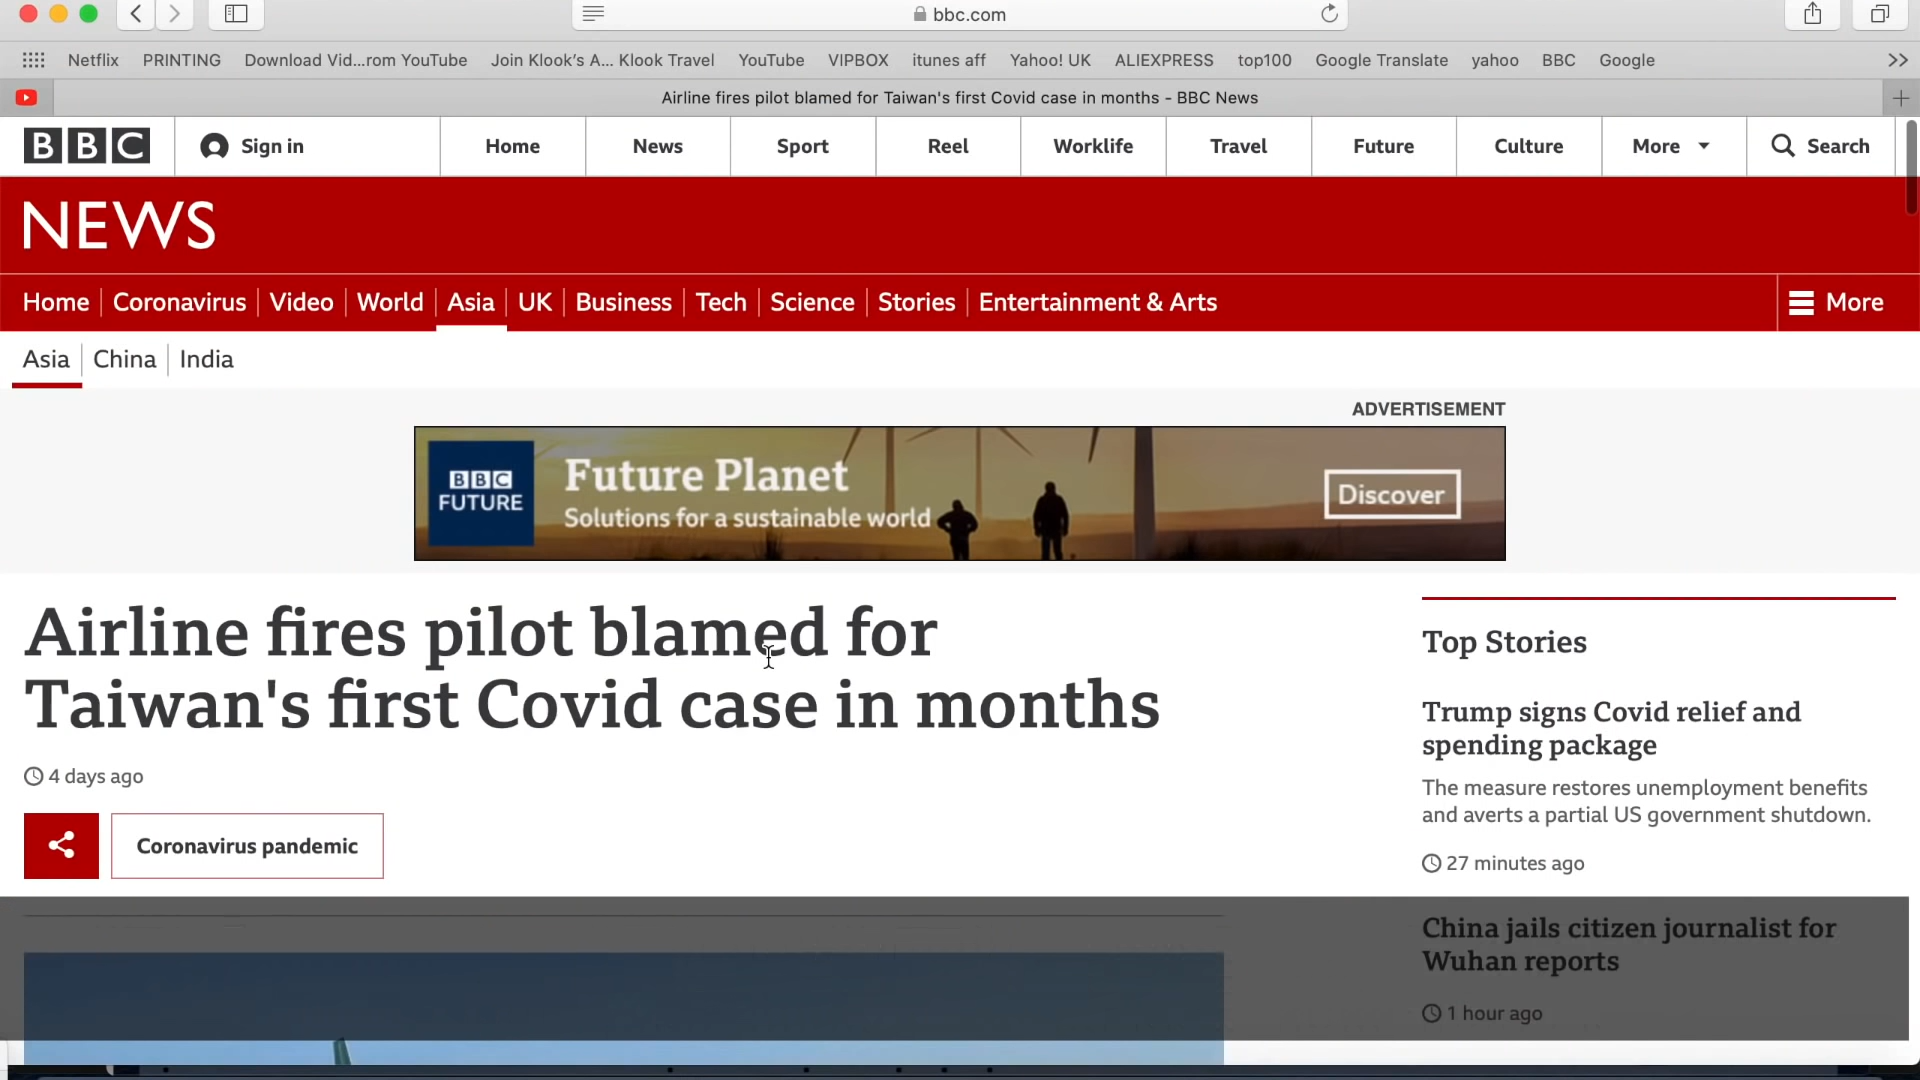 bbc.com
Netflix PRINTING Download Vid...rom YouTube Join Klook's A... Klook Travel YouTube VIPBOX itunes aff Yahoo! UK ALIEXPRESS top100 Google Translate yahoo BBC Google
Airline fires pilot blamed for Taiwan's first Covid case in months - BBC News
BBC Sign in Home News Sport Reel Worklife Travel Future Culture More Search
NEWS
Home Coronavirus Video World Asia UK Business Tech Science Stories Entertainment & Arts More
Asia China India
ADVERTISEMENT
BBC
FUTURE
Future Planet
Solutions for a sustainable world
Discover
Airline fires pilot blamed for
Taiwan's first Covid case in months
4 days ago
Coronavirus pandemic
Top Stories
Trump signs Covid relief and
spending package
The measure restores unemployment benefits
and averts a partial US government shutdown.
27 minutes ago
China jails citizen journalist for
Wuhan reports
1 hour ago